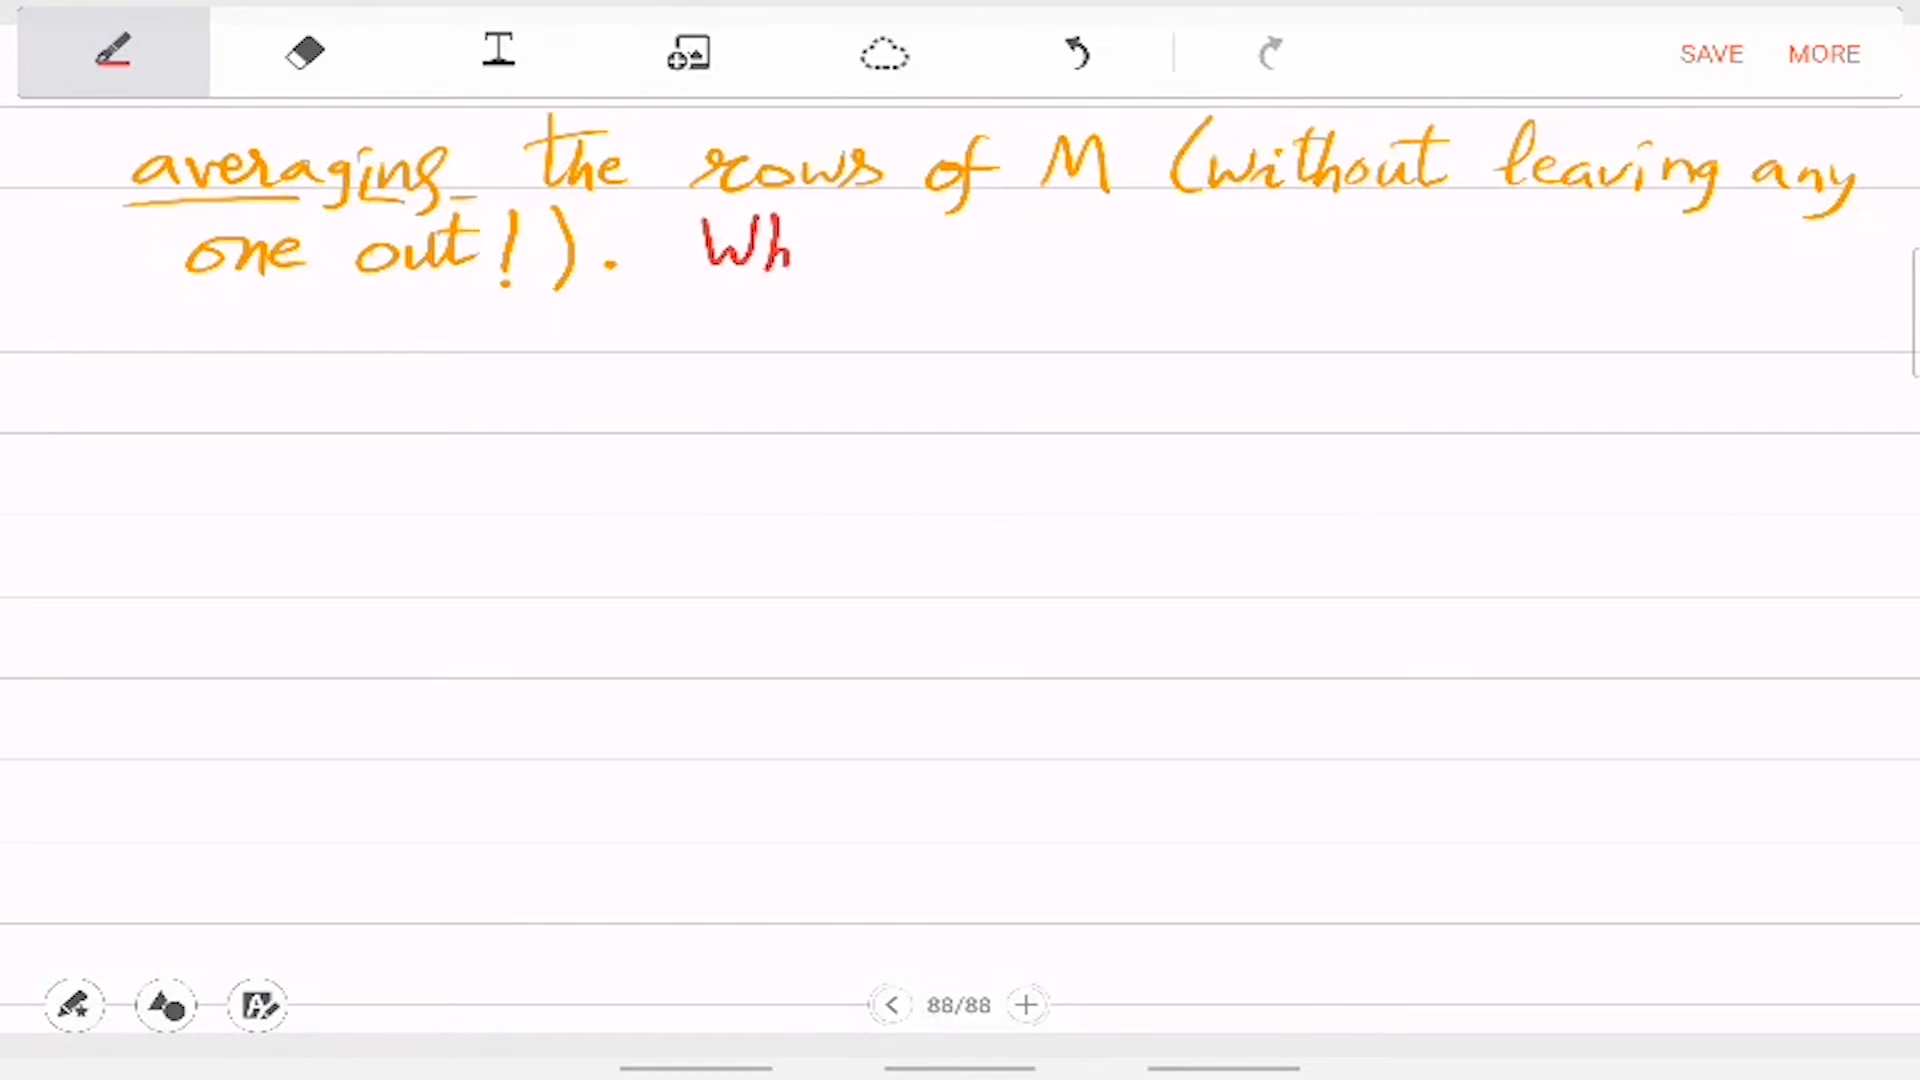 SAVE MORE
averaging the rows of M (without leaving any
one out!). Wh
88/88